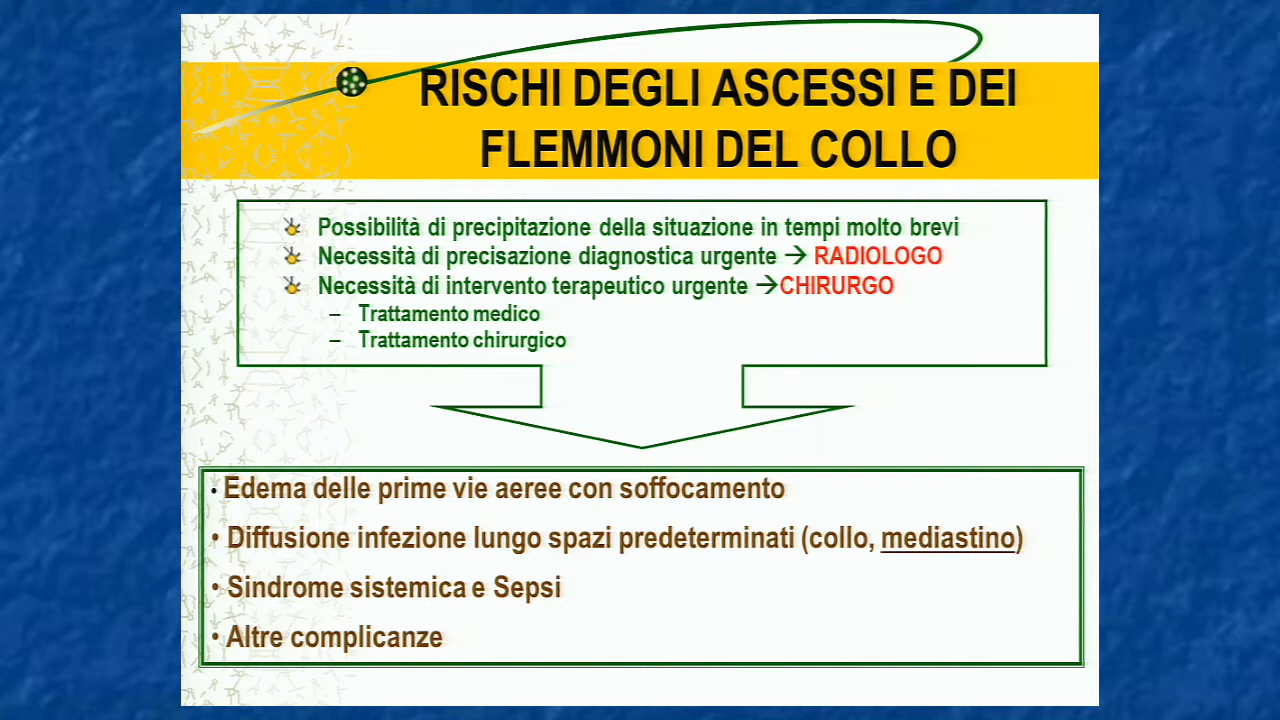 RISCHI DEGLI ASCESSI E DEI
FLEMMONI DEL COLLO
Possibilità di precipitazione della situazione in tempi molto brevi
Necessità di precisazione diagnostica urgente → RADIOLOGO
Necessità di intervento terapeutico urgente →CHIRURGO
– Trattamento medico
– Trattamento chirurgico
• Edema delle prime vie aeree con soffocamento
• Diffusione infezione lungo spazi predeterminati (collo, mediastino)
• Sindrome sistemica e Sepsi
• Altre complicanze